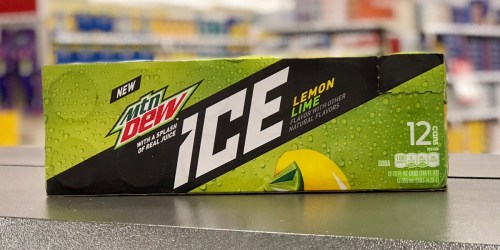 NEW
Mtn
DEW
WITH A SPLASH
OF REAL JUICE
ICE
LEMON
LIME
FLAVOR WITH OTHER
NATURAL FLAVORS
12 CANS
SODA